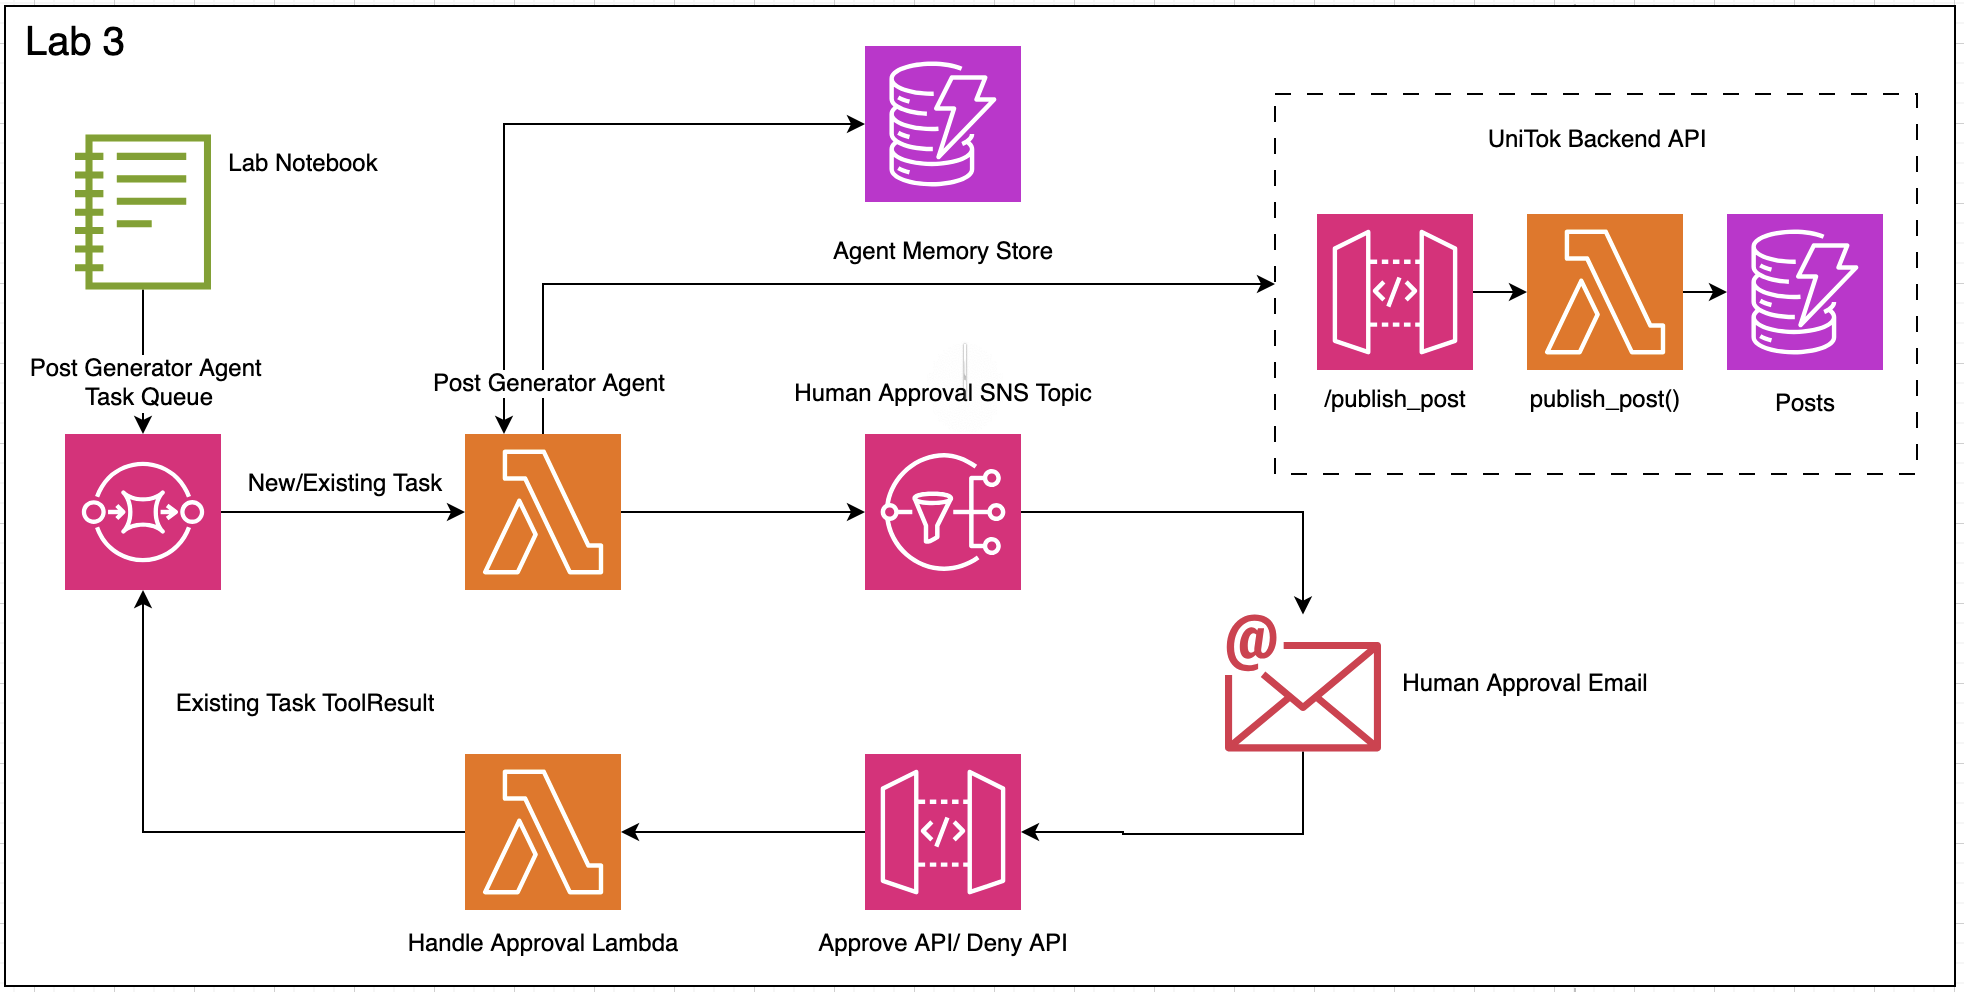 Lab 3
Lab Notebook
Agent Memory Store
UniTok Backend API
</>
/publish_post
publish_post()
Posts
Post Generator Agent
Task Queue
Post Generator Agent
Human Approval SNS Topic
New/Existing Task
@
Human Approval Email
Existing Task ToolResult
</>
Handle Approval Lambda
Approve API/ Deny API